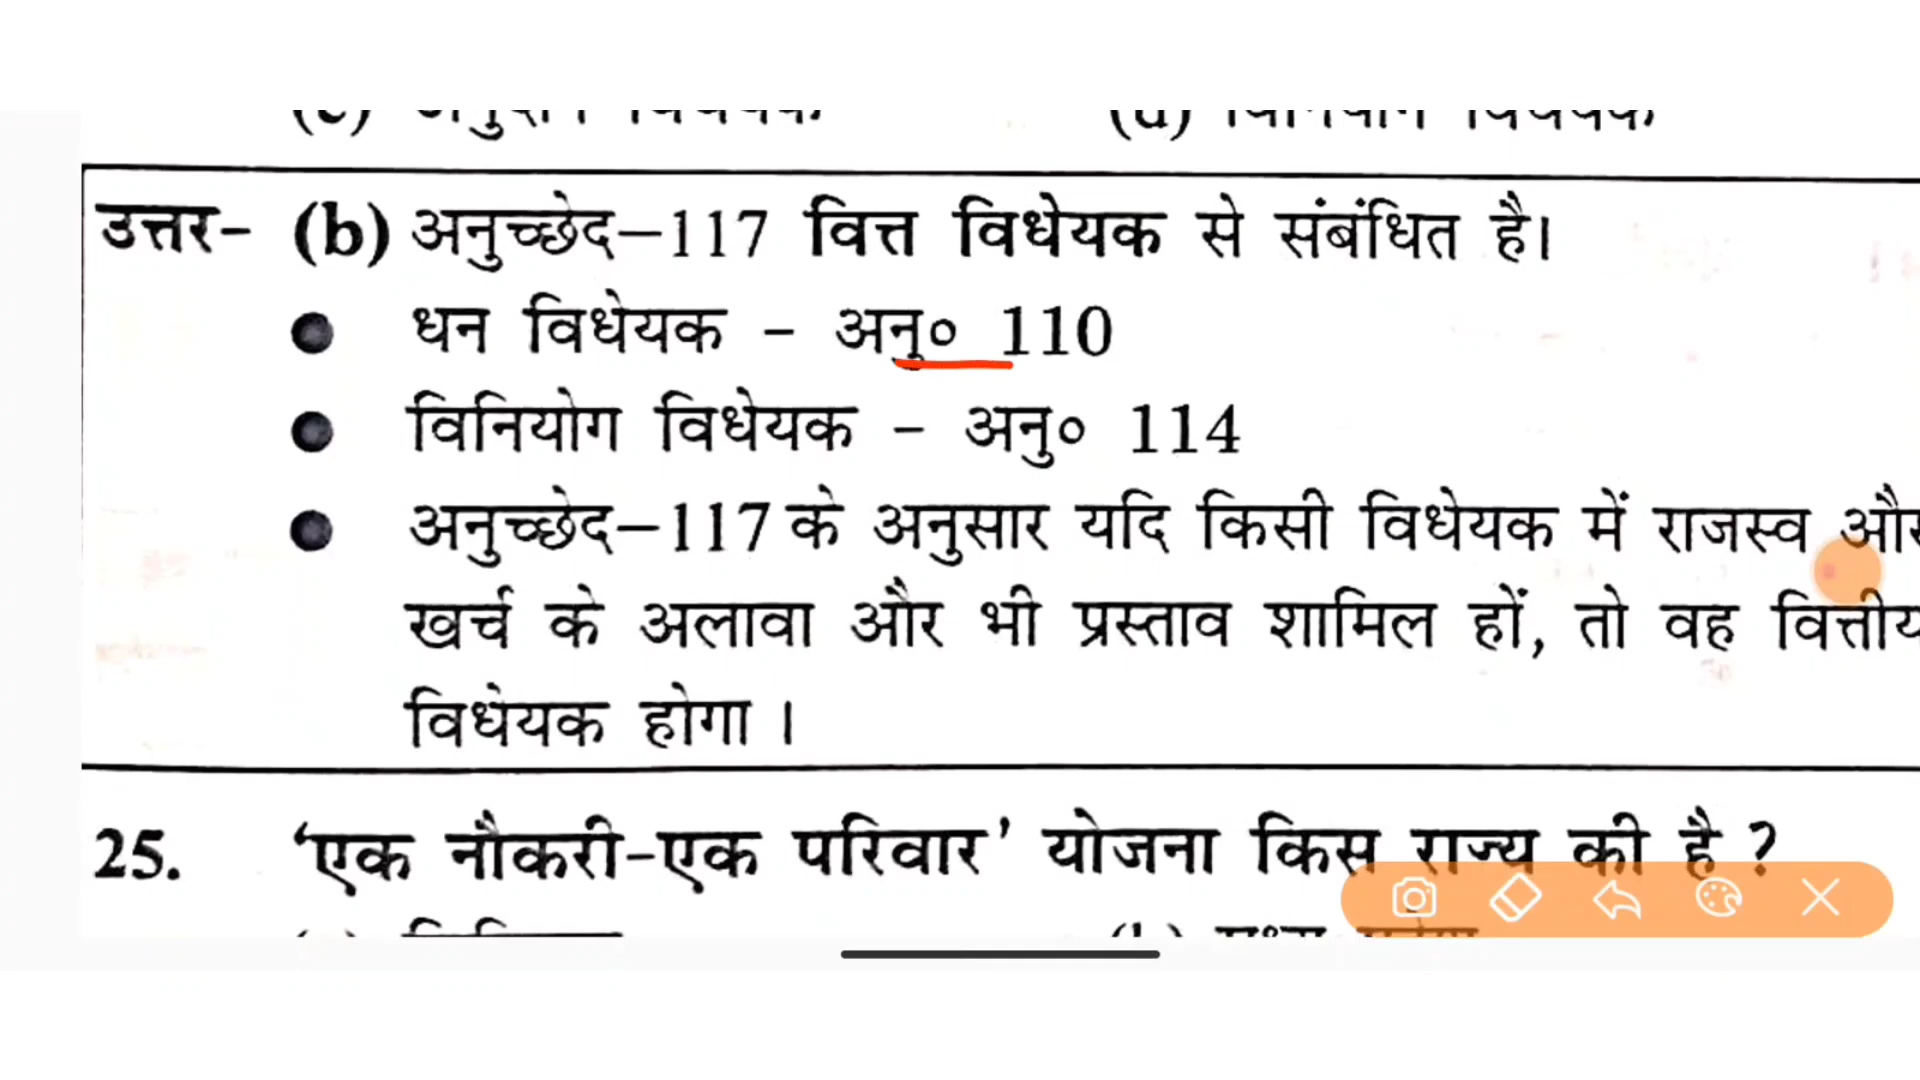 उत्तर- (b) अनुच्छेद–117 वित्त विधेयक से संबंधित है।
धन विधेयक - अनु० 110
विनियोग विधेयक - अनु० 114
अनुच्छेद–117 के अनुसार यदि किसी विधेयक में राजस्व और
खर्च के अलावा और भी प्रस्ताव शामिल हों, तो वह वित्तीय
विधेयक होगा ।
25. ‘एक नौकरी-एक परिवार’ योजना किस राज्य की है ?